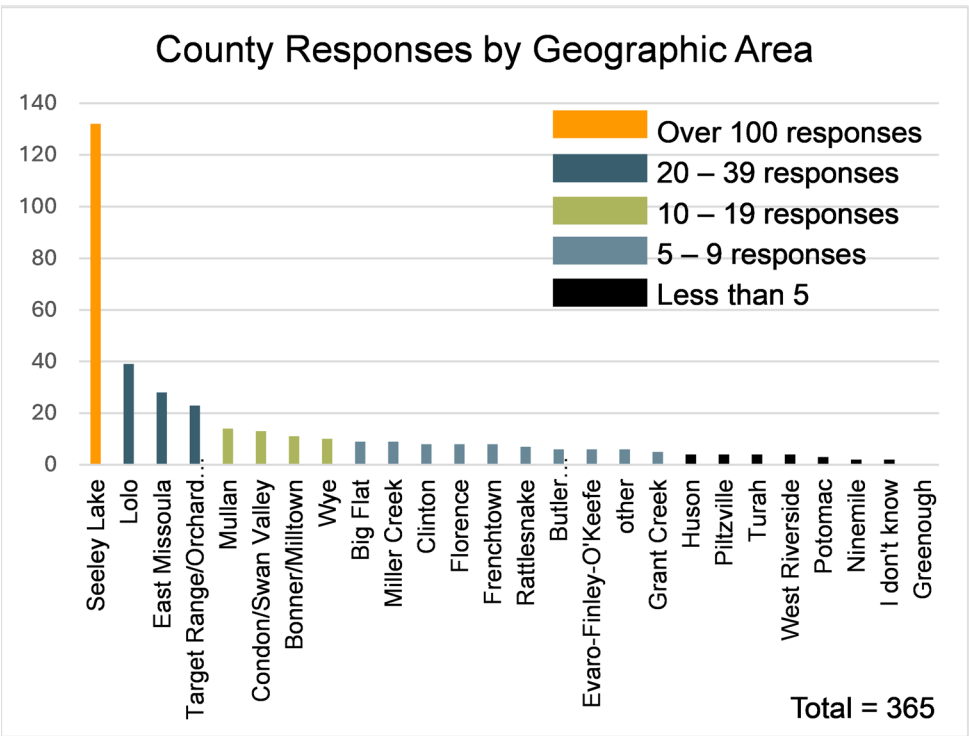 County Responses by Geographic Area
140
120
100
80
60
40
20
0
Over 100 responses
20 – 39 responses
10 – 19 responses
5 – 9 responses
Less than 5
Seeley Lake
Lolo
East Missoula
Target Range/Orchard…
Mullan
Condon/Swan Valley
Bonner/Milltown
Wye
Big Flat
Miller Creek
Clinton
Florence
Frenchtown
Rattlesnake
Butler…
Evaro-Finley-O'Keefe
other
Grant Creek
Huson
Piltzville
Turah
West Riverside
Potomac
Ninemile
I don't know
Greenough
Total = 365